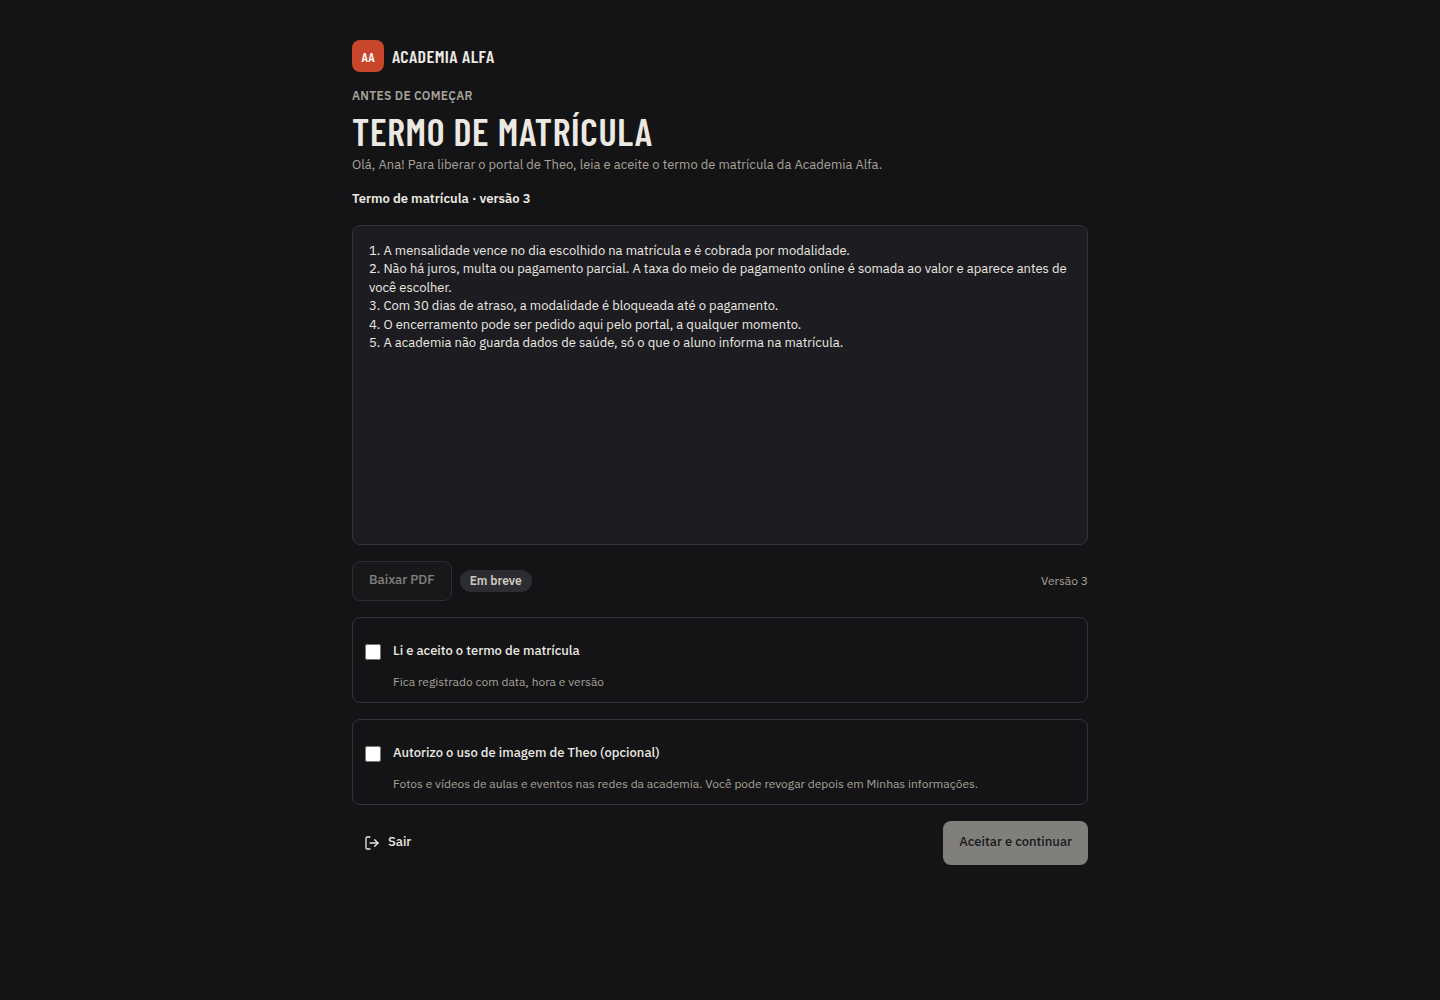 AA ACADEMIA ALFA
ANTES DE COMEÇAR
TERMO DE MATRÍCULA
Olá, Ana! Para liberar o portal de Theo, leia e aceite o termo de matrícula da Academia Alfa.
Termo de matrícula · versão 3
1. A mensalidade vence no dia escolhido na matrícula e é cobrada por modalidade.
2. Não há juros, multa ou pagamento parcial. A taxa do meio de pagamento online é somada ao valor e aparece antes de
você escolher.
3. Com 30 dias de atraso, a modalidade é bloqueada até o pagamento.
4. O encerramento pode ser pedido aqui pelo portal, a qualquer momento.
5. A academia não guarda dados de saúde, só o que o aluno informa na matrícula.
Baixar PDF Em breve Versão 3
Li e aceito o termo de matrícula
Fica registrado com data, hora e versão
Autorizo o uso de imagem de Theo (opcional)
Fotos e vídeos de aulas e eventos nas redes da academia. Você pode revogar depois em Minhas informações.
Sair Aceitar e continuar